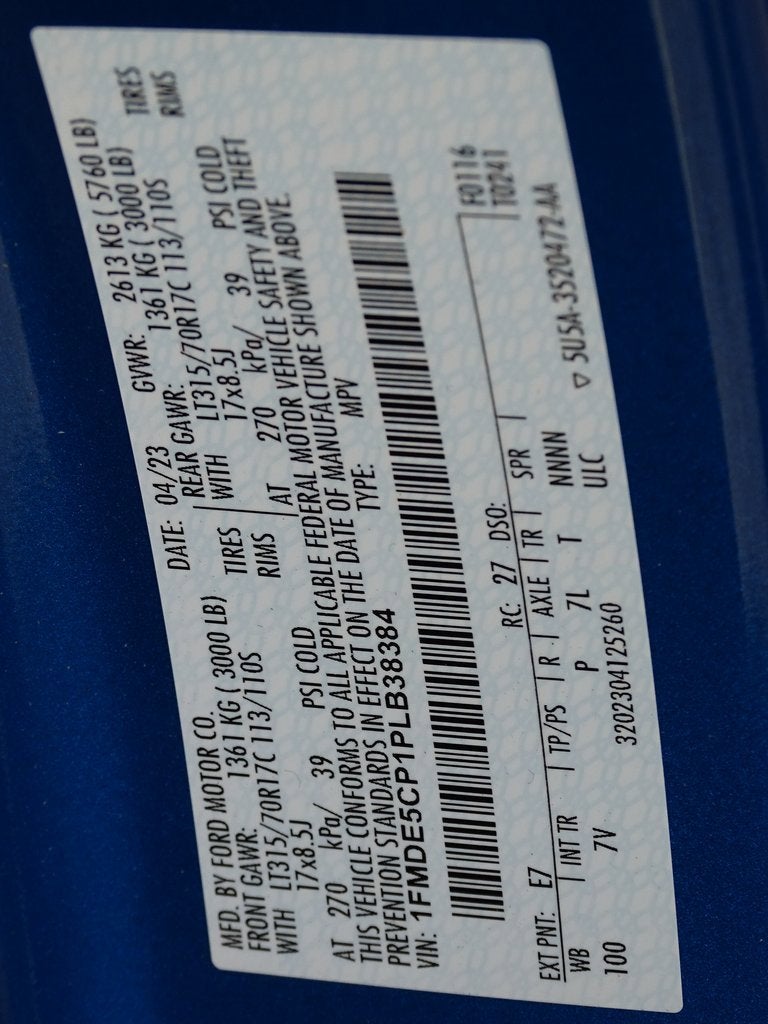 MFD. BY FORD MOTOR CO.
DATE: 04/23 GVWR: 2613 KG ( 5760 LB)
FRONT GAWR: 1361 KG ( 3000 LB) REAR GAWR: 1361 KG ( 3000 LB)
WITH LT315/70R17C 113/110S TIRES WITH LT315/70R17C 113/110S TIRES
17x8.5J RIMS 17x8.5J RIMS
AT 270 kPa/ 39 PSI COLD AT 270 kPa/ 39 PSI COLD
THIS VEHICLE CONFORMS TO ALL APPLICABLE FEDERAL MOTOR VEHICLE SAFETY AND THEFT
PREVENTION STANDARDS IN EFFECT ON THE DATE OF MANUFACTURE SHOWN ABOVE.
VIN: 1FMDE5CP1PLB38384 TYPE: MPV
EXT PNT: E7 RC: 27 DSO: F0116
WB INT TR TP/PS R AXLE TR SPR T0241
100 7V P 7L T NNNN
3202304125260 ULC
▽ 5U5A-3520472-AA